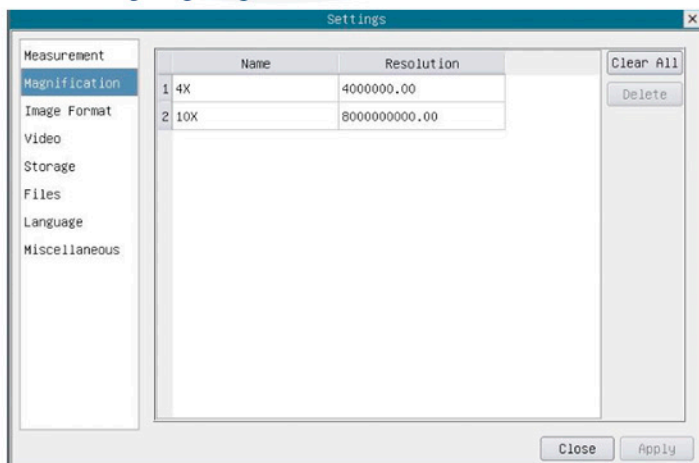 Settings
Measurement
Magnification
Image Format
Video
Storage
Files
Language
Miscellaneous
Name Resolution
1 4X 4000000.00
2 10X 8000000000.00
Clear All
Delete
Close Apply